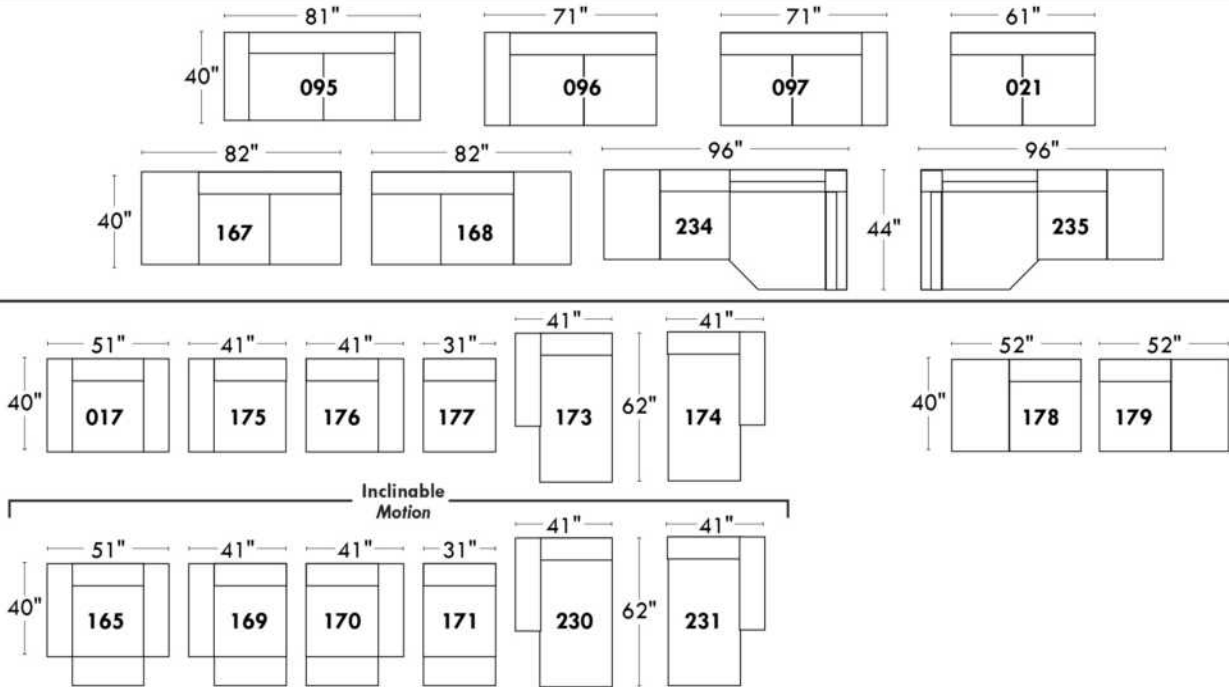 81" 71" 71" 61"
40" 095 096 097 021
82" 82" 96" 96"
40" 167 168 234 44" 235
51" 41" 41" 31" 41" 41" 52" 52"
40" 017 175 176 177 173 62" 174 40" 178 179
Inclinable
Motion
51" 41" 41" 31" 41" 41"
40" 165 169 170 171 230 62" 231